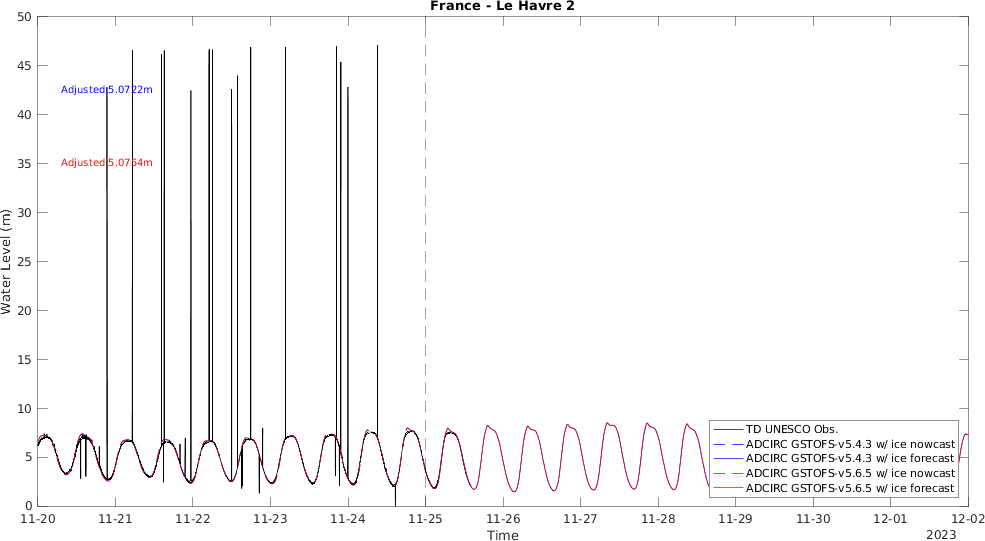 France - Le Havre 2
50
45
40
35
30
25
20
15
10
5
0
Water Level (m)
Adjusted 5.0722m
Adjusted 5.0754m
TD UNESCO Obs.
ADCIRC GSTOFS-v5.4.3 w/ ice nowcast
ADCIRC GSTOFS-v5.4.3 w/ ice forecast
ADCIRC GSTOFS-v5.6.5 w/ ice nowcast
ADCIRC GSTOFS-v5.6.5 w/ ice forecast
11-20 11-21 11-22 11-23 11-24 11-25 11-26 11-27 11-28 11-29 11-30 12-01 12-02
Time
2023